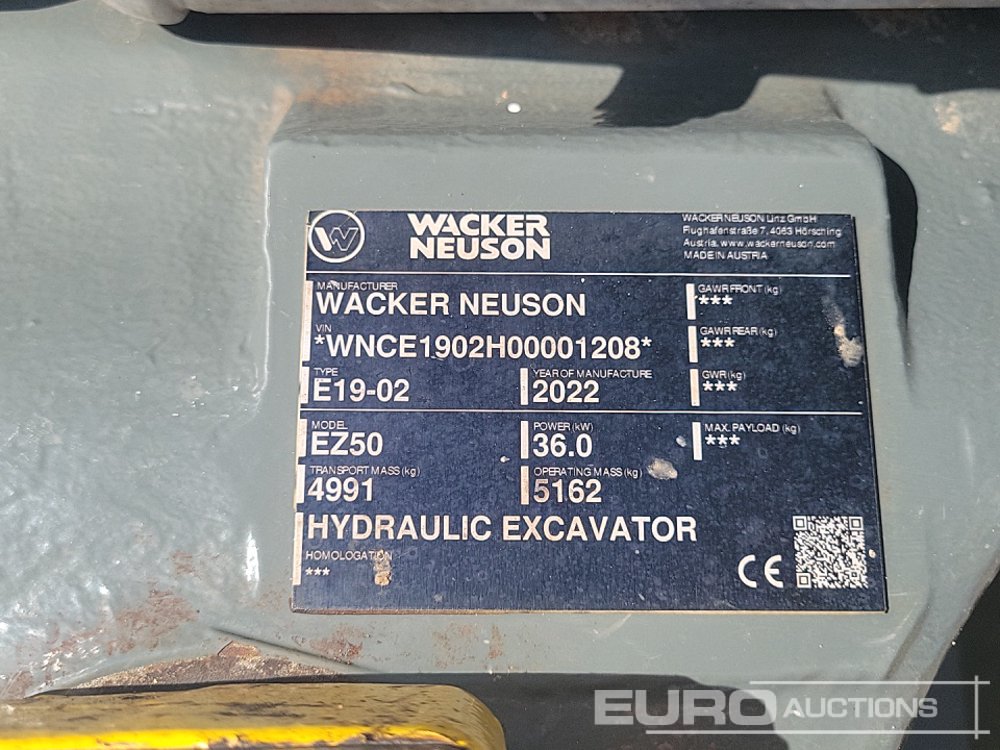 W
WACKER
NEUSON
WACKER NEUSON Linz GmbH
Flughafenstraße 7, 4063 Hörsching
Austria, www.wackerneuson.com
MADE IN AUSTRIA
MANUFACTURER
WACKER NEUSON
GAWR FRONT (kg)
***
VIN
*WNCE1902H00001208*
GAWR REAR (kg)
***
TYPE
E19-02
YEAR OF MANUFACTURE
2022
GWR (kg)
***
MODEL
EZ50
POWER (kW)
36.0
MAX. PAYLOAD (kg)
***
TRANSPORT MASS (kg)
4991
OPERATING MASS (kg)
5162
HYDRAULIC EXCAVATOR
HOMOLOGATION
***
CE
EURO AUCTIONS